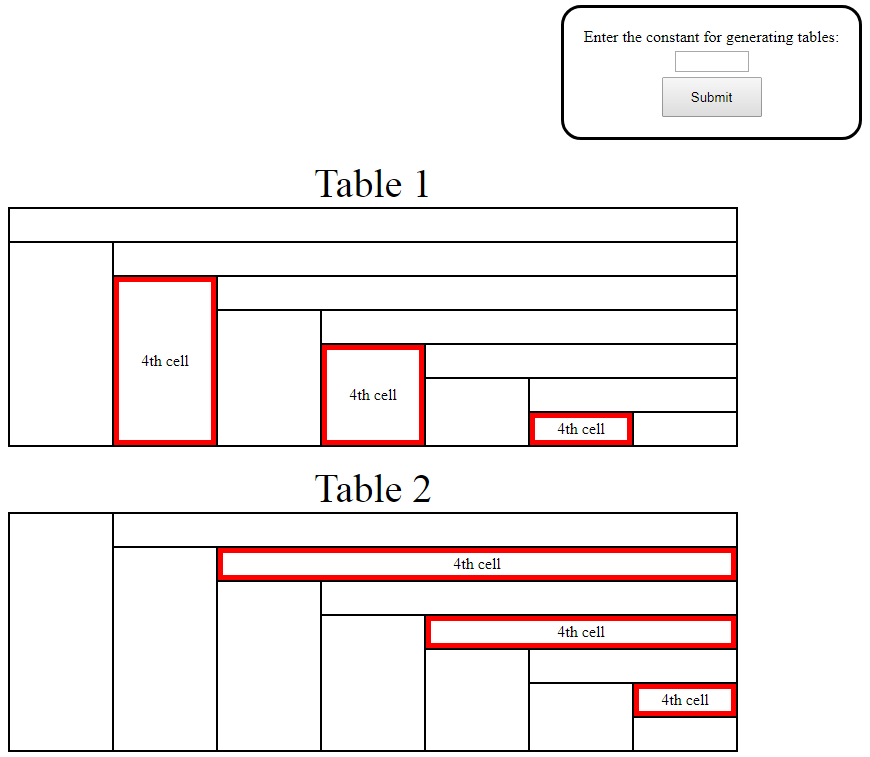 Enter the constant for generating tables:
Submit
Table 1
4th cell
4th cell
4th cell
Table 2
4th cell
4th cell
4th cell